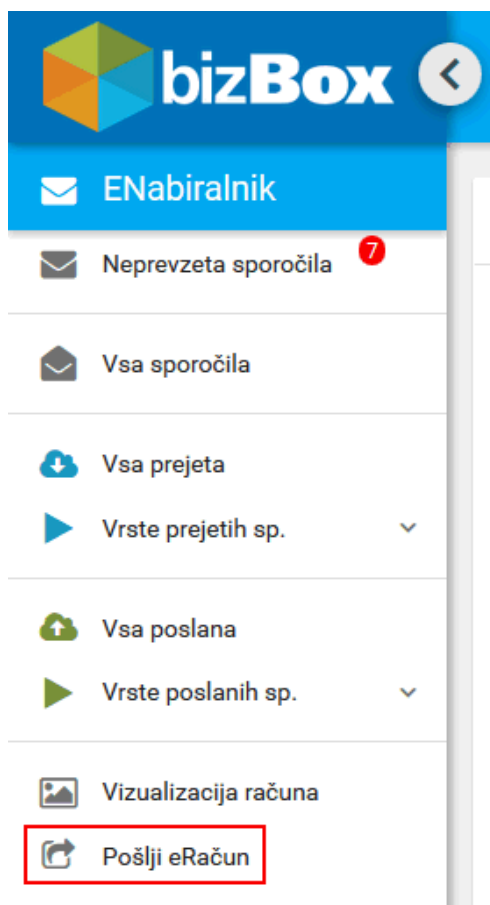 bizBox
ENabiralnik
Neprevzeta sporočila 7
Vsa sporočila
Vsa prejeta
Vrste prejetih sp.
Vsa poslana
Vrste poslanih sp.
Vizualizacija računa
Pošlji eRačun